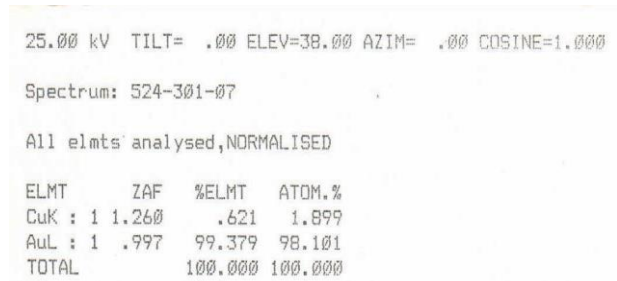 25.00 kV TILT= .00 ELEV=38.00 AZIM= .00 COSINE=1.000
Spectrum: 524-301-07
All elmts analysed,NORMALISED
ELMT ZAF %ELMT ATOM.%
CuK : 1 1.260 .621 1.899
AuL : 1 .997 99.379 98.101
TOTAL 100.000 100.000